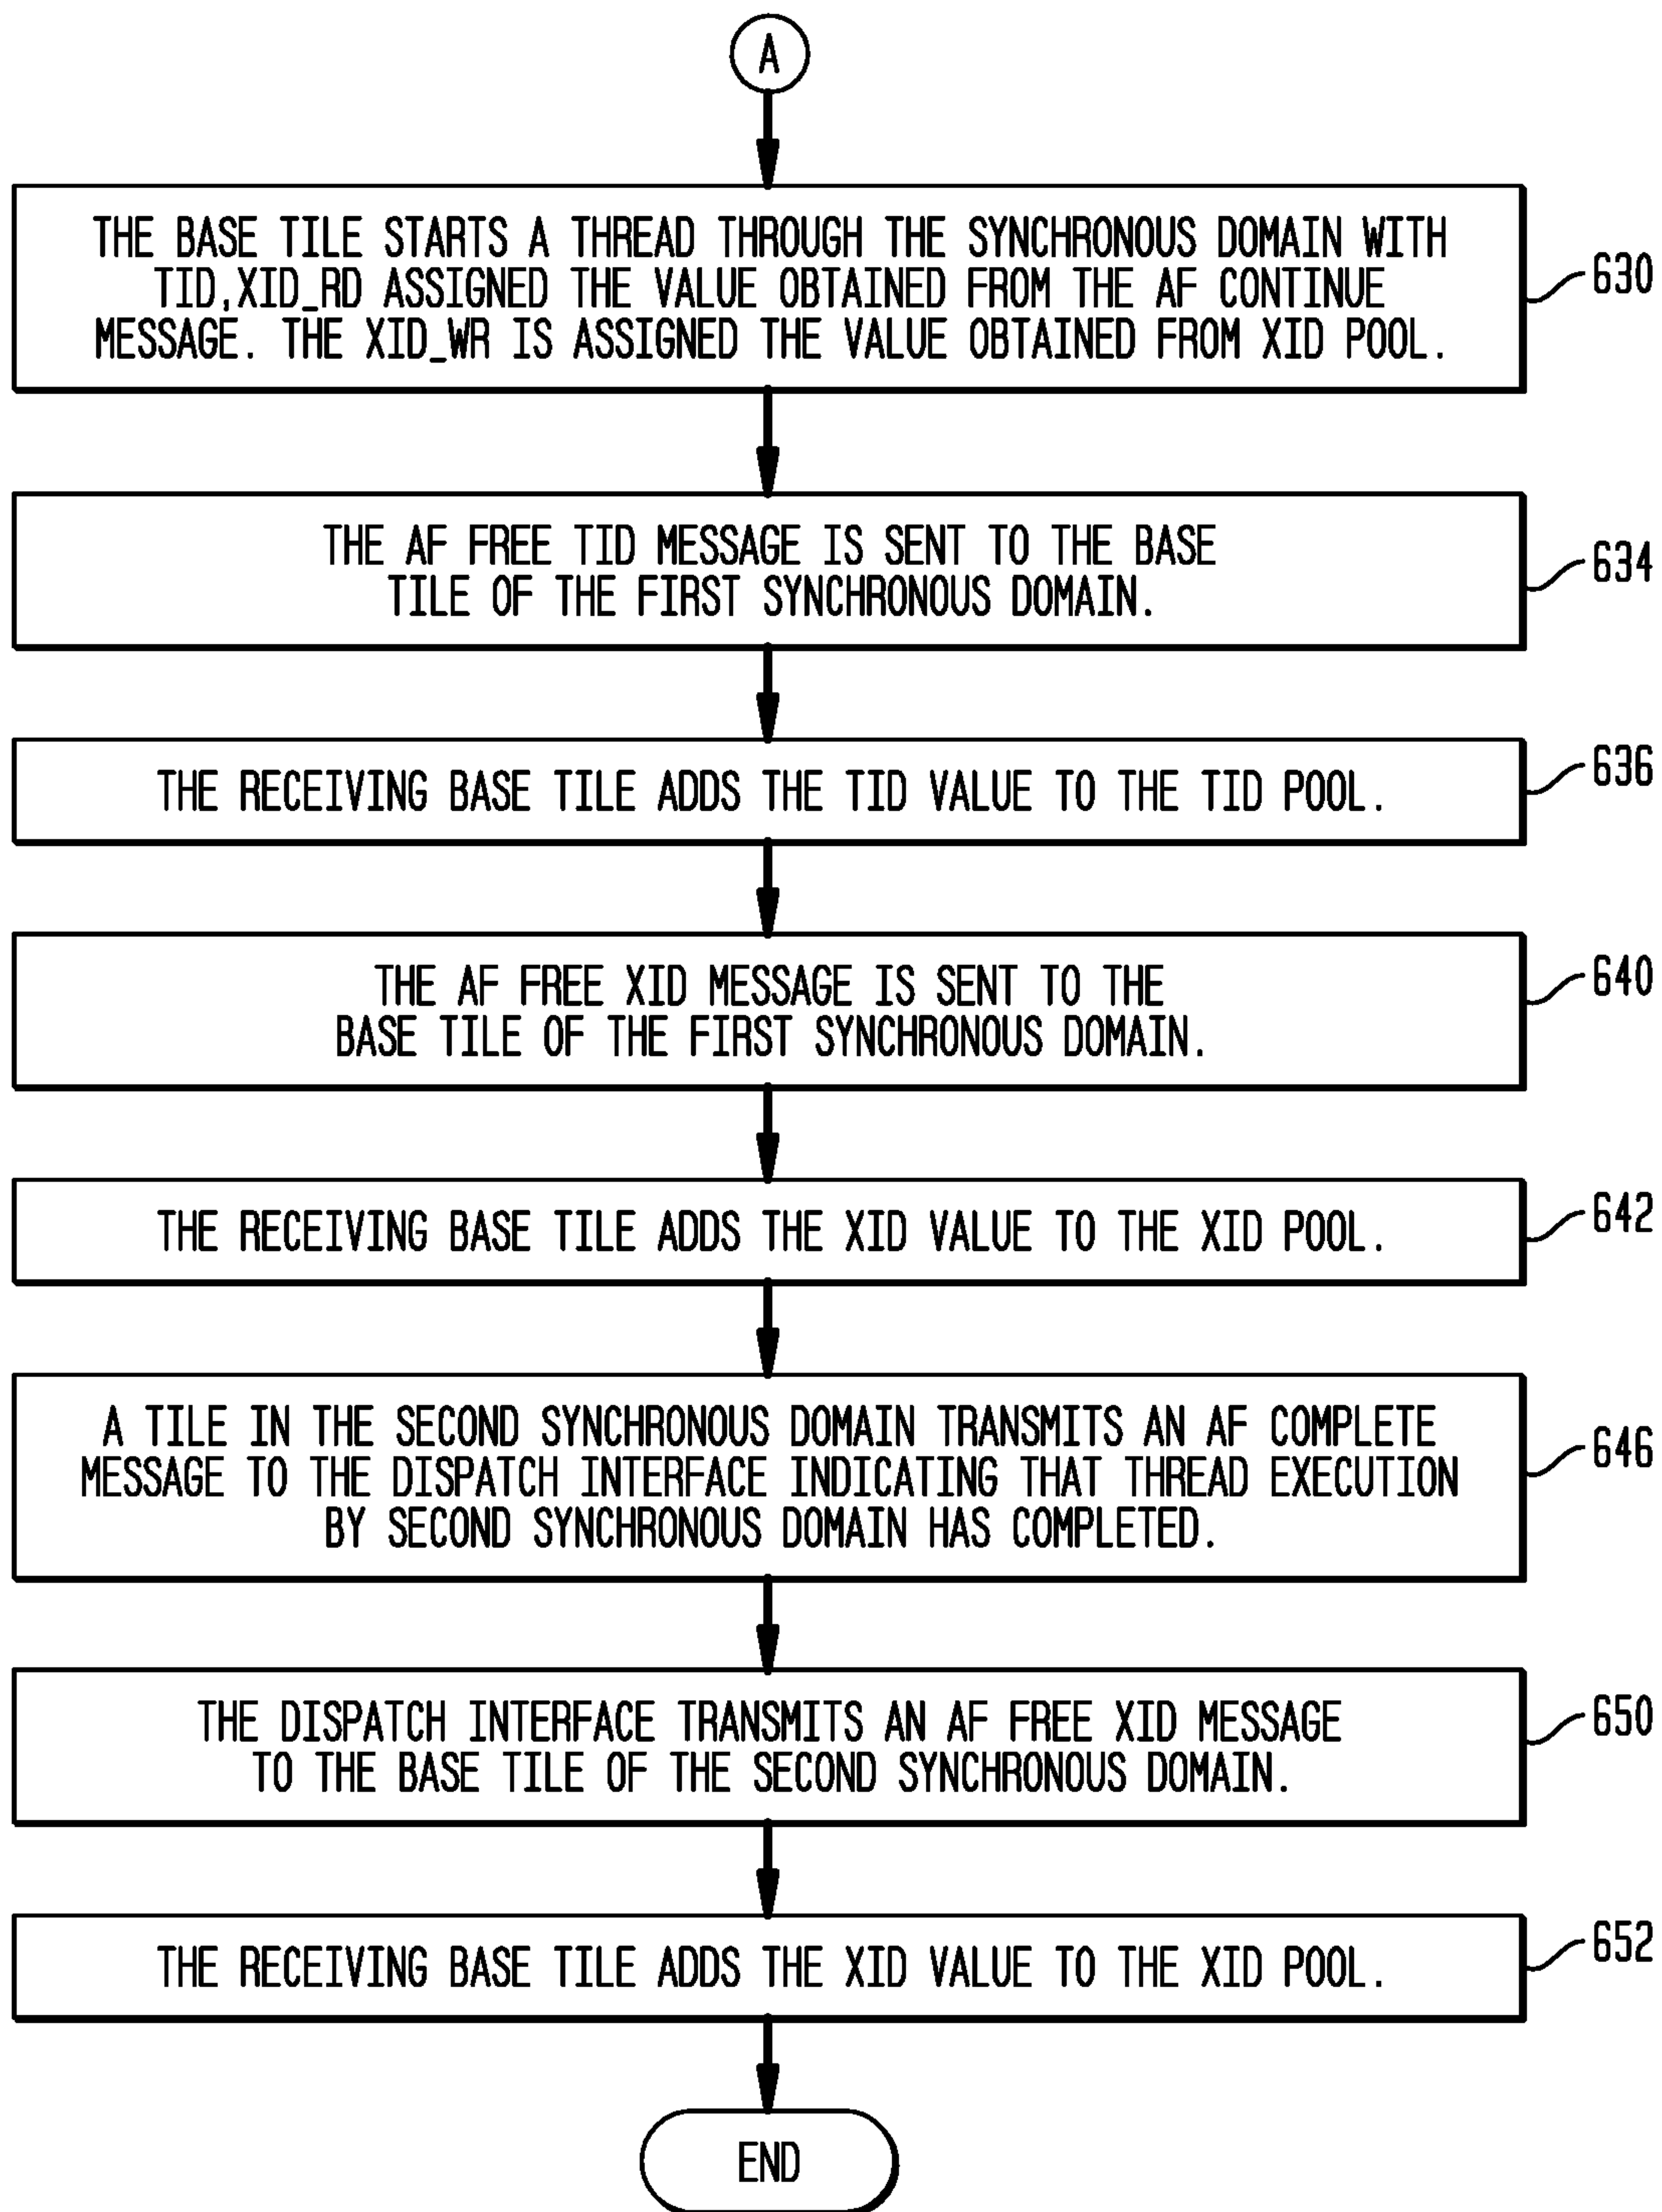 A
THE BASE TILE STARTS A THREAD THROUGH THE SYNCHRONOUS DOMAIN WITH
TID,XID_RD ASSIGNED THE VALUE OBTAINED FROM THE AF CONTINUE
MESSAGE. THE XID_WR IS ASSIGNED THE VALUE OBTAINED FROM XID POOL.
630
THE AF FREE TID MESSAGE IS SENT TO THE BASE
TILE OF THE FIRST SYNCHRONOUS DOMAIN.
634
THE RECEIVING BASE TILE ADDS THE TID VALUE TO THE TID POOL.
636
THE AF FREE XID MESSAGE IS SENT TO THE
BASE TILE OF THE FIRST SYNCHRONOUS DOMAIN.
640
THE RECEIVING BASE TILE ADDS THE XID VALUE TO THE XID POOL.
642
A TILE IN THE SECOND SYNCHRONOUS DOMAIN TRANSMITS AN AF COMPLETE
MESSAGE TO THE DISPATCH INTERFACE INDICATING THAT THREAD EXECUTION
BY SECOND SYNCHRONOUS DOMAIN HAS COMPLETED.
646
THE DISPATCH INTERFACE TRANSMITS AN AF FREE XID MESSAGE
TO THE BASE TILE OF THE SECOND SYNCHRONOUS DOMAIN.
650
THE RECEIVING BASE TILE ADDS THE XID VALUE TO THE XID POOL.
652
END